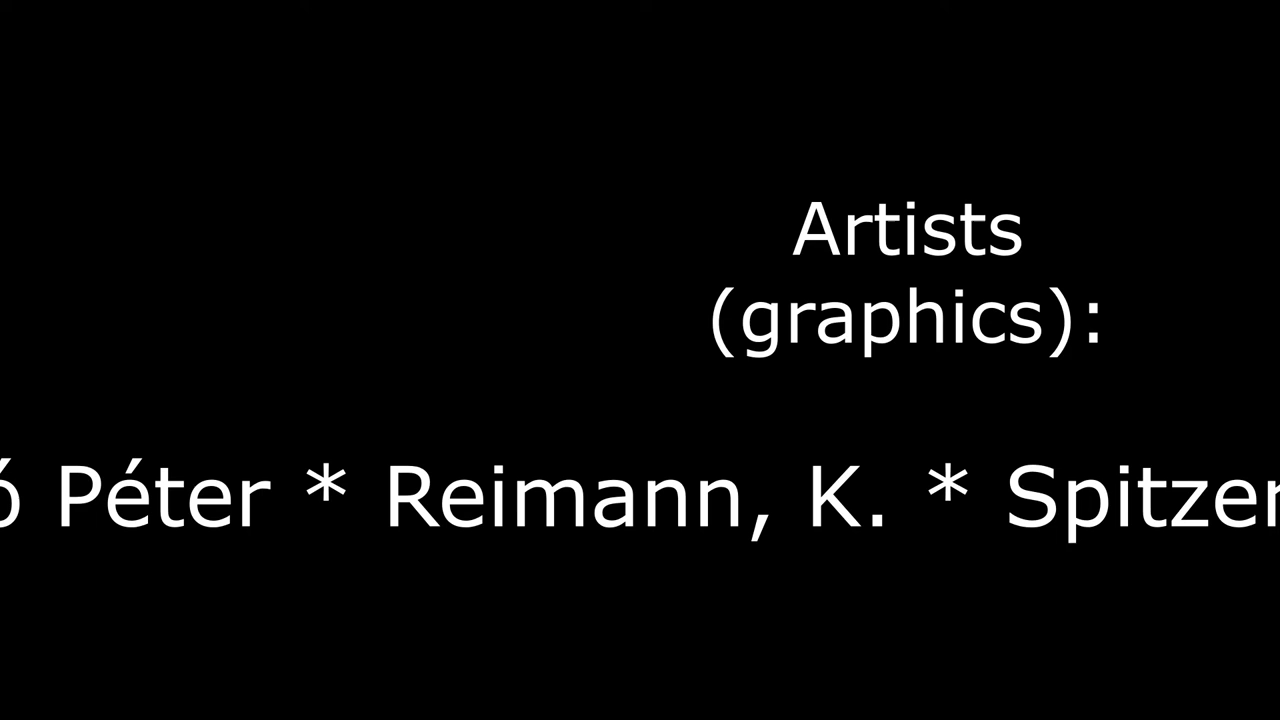 Artists
(graphics):
ó Péter * Reimann, K. * Spitzer